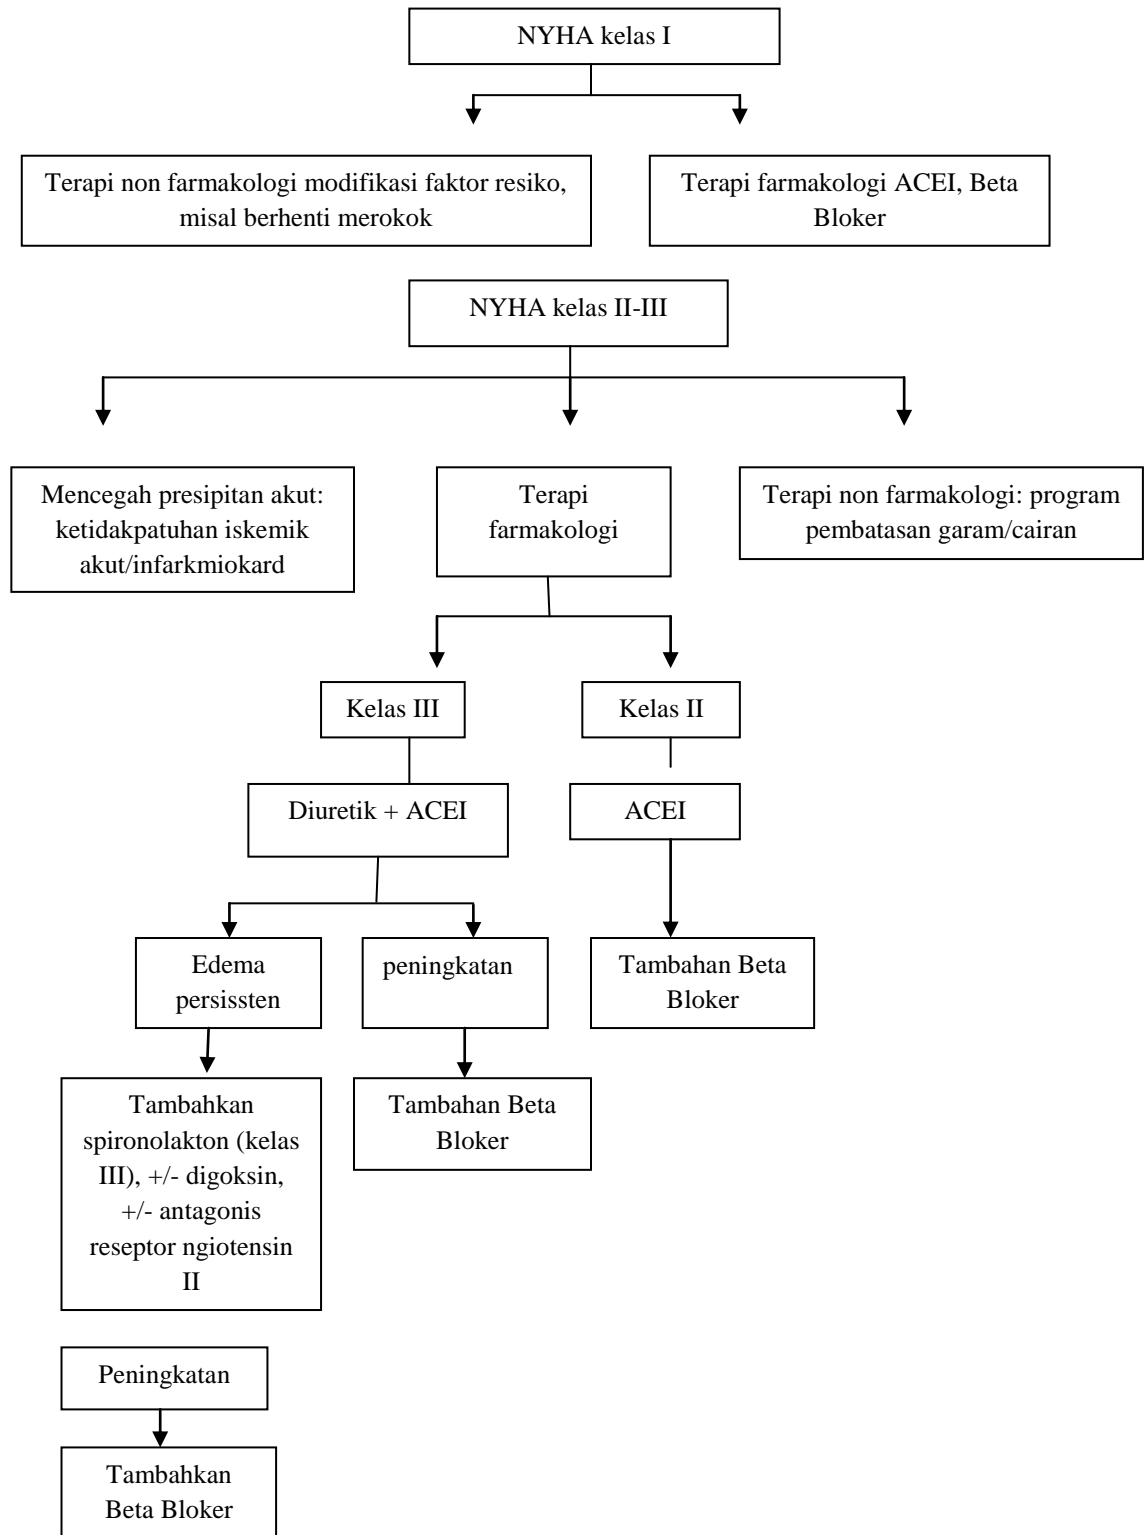 NYHA kelas I
Terapi non farmakologi modifikasi faktor resiko,
misal berhenti merokok
Terapi farmakologi ACEI, Beta
Bloker
NYHA kelas II-III
Mencegah presipitan akut:
ketidakpatuhan iskemik
akut/infarkmiokard
Terapi
farmakologi
Terapi non farmakologi: program
pembatasan garam/cairan
Kelas III
Kelas II
Diuretik + ACEI
ACEI
Edema
persissten
peningkatan
Tambahan Beta
Bloker
Tambahkan
spironolakton (kelas
III), +/- digoksin,
+/- antagonis
reseptor ngiotensin
II
Tambahan Beta
Bloker
Peningkatan
Tambahkan
Beta Bloker